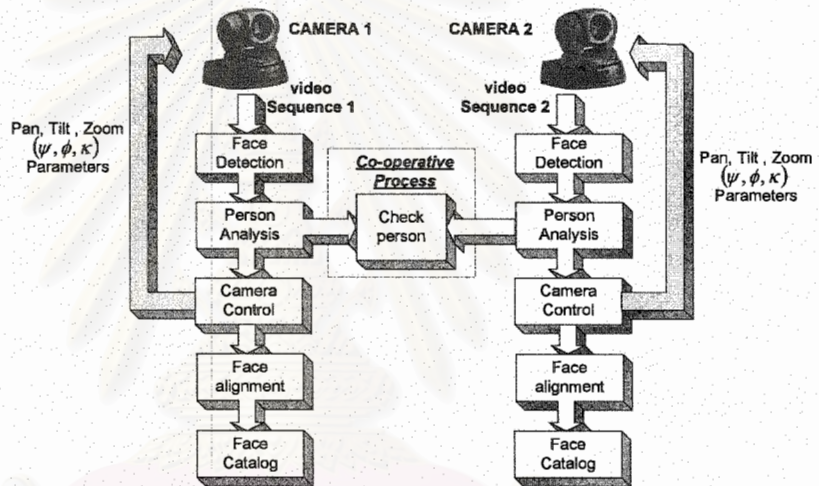 CAMERA 1
CAMERA 2
video
Sequence 1
video
Sequence 2
Pan, Tilt , Zoom
(ψ, ϕ, κ)
Parameters
Pan, Tilt , Zoom
(ψ, ϕ, κ)
Parameters
Face
Detection
Co-operative
Process
Face
Detection
Person
Analysis
Check
person
Person
Analysis
Camera
Control
Camera
Control
Face
alignment
Face
alignment
Face
Catalog
Face
Catalog